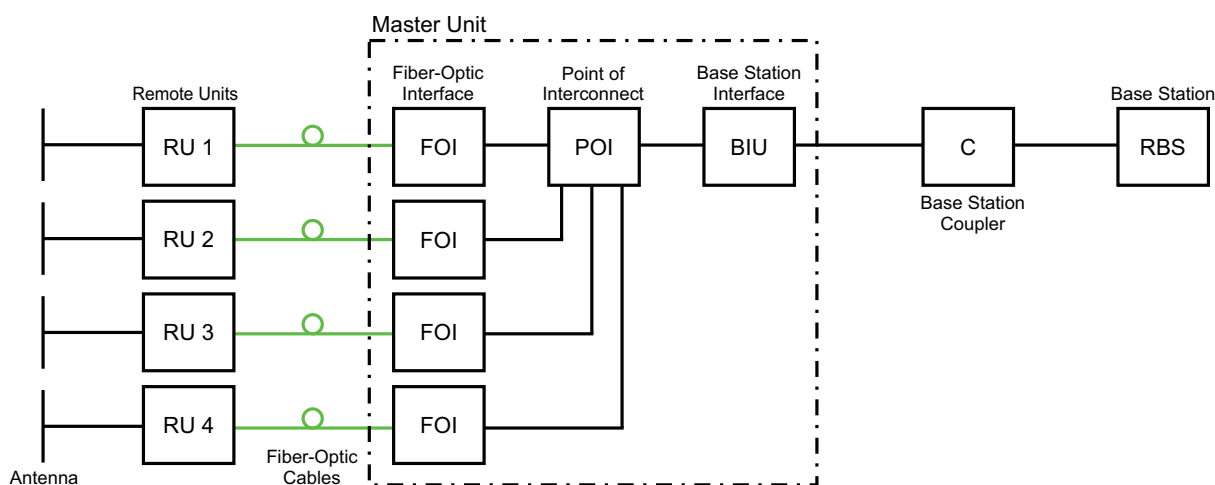 Master Unit
Remote Units
Fiber-Optic
Interface
Point of
Interconnect
Base Station
Interface
Base Station
RU 1
FOI
POI
BIU
C
RBS
Base Station
Coupler
RU 2
FOI
RU 3
FOI
RU 4
FOI
Antenna
Fiber-Optic
Cables